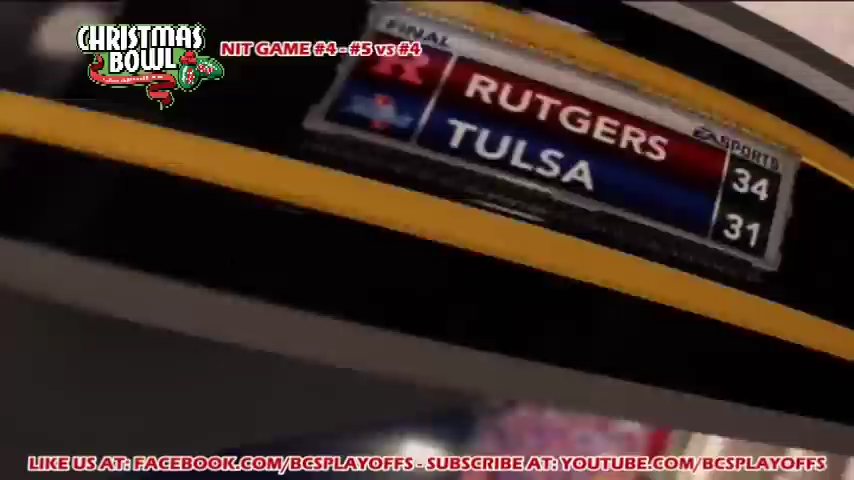 CHRISTMAS
BOWL
NIT GAME #4 - #5 vs #4
FINAL
R
RUTGERS
EA SPORTS
34
TULSA
31
LIKE US AT: FACEBOOK.COM/BCSPLAYOFFS - SUBSCRIBE AT: YOUTUBE.COM/BCSPLAYOFFS